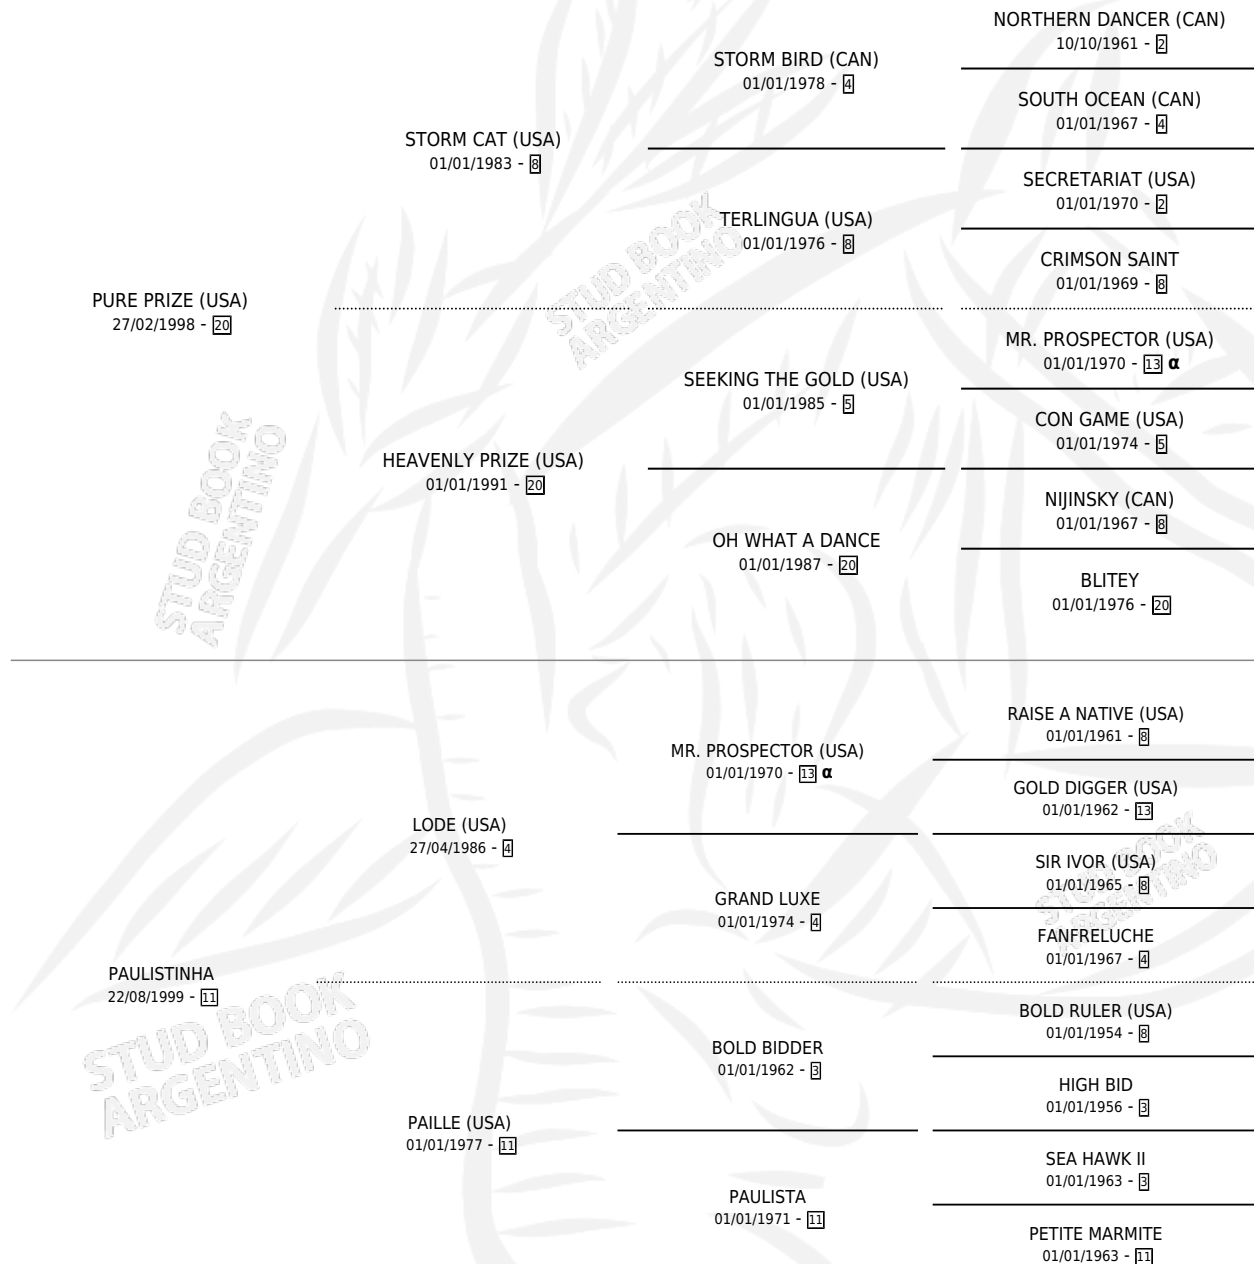 NORTHERN DANCER (CAN)
10/10/1961 - 2
STORM BIRD (CAN)
01/01/1978 - 4
SOUTH OCEAN (CAN)
01/01/1967 - 4
STORM CAT (USA)
01/01/1983 - 8
SECRETARIAT (USA)
01/01/1970 - 2
TERLINGUA (USA)
01/01/1976 - 8
CRIMSON SAINT
01/01/1969 - 8
PURE PRIZE (USA)
27/02/1998 - 20
MR. PROSPECTOR (USA)
01/01/1970 - 13 α
SEEKING THE GOLD (USA)
01/01/1985 - 5
CON GAME (USA)
01/01/1974 - 5
HEAVENLY PRIZE (USA)
01/01/1991 - 20
NIJINSKY (CAN)
01/01/1967 - 8
OH WHAT A DANCE
01/01/1987 - 20
BLITEY
01/01/1976 - 20
RAISE A NATIVE (USA)
01/01/1961 - 8
MR. PROSPECTOR (USA)
01/01/1970 - 13 α
GOLD DIGGER (USA)
01/01/1962 - 13
LODE (USA)
27/04/1986 - 4
SIR IVOR (USA)
01/01/1965 - 8
GRAND LUXE
01/01/1974 - 4
FANFRELUCHE
01/01/1967 - 4
PAULISTINHA
22/08/1999 - 11
BOLD RULER (USA)
01/01/1954 - 8
BOLD BIDDER
01/01/1962 - 3
HIGH BID
01/01/1956 - 3
PAILLE (USA)
01/01/1977 - 11
SEA HAWK II
01/01/1963 - 3
PAULISTA
01/01/1971 - 11
PETITE MARMITE
01/01/1963 - 11
STUD BOOK
ARGENTINO
STUD BOOK
ARGENTINO
STUD BOOK
ARGENTINO
STUD BOOK
ARGENTINO